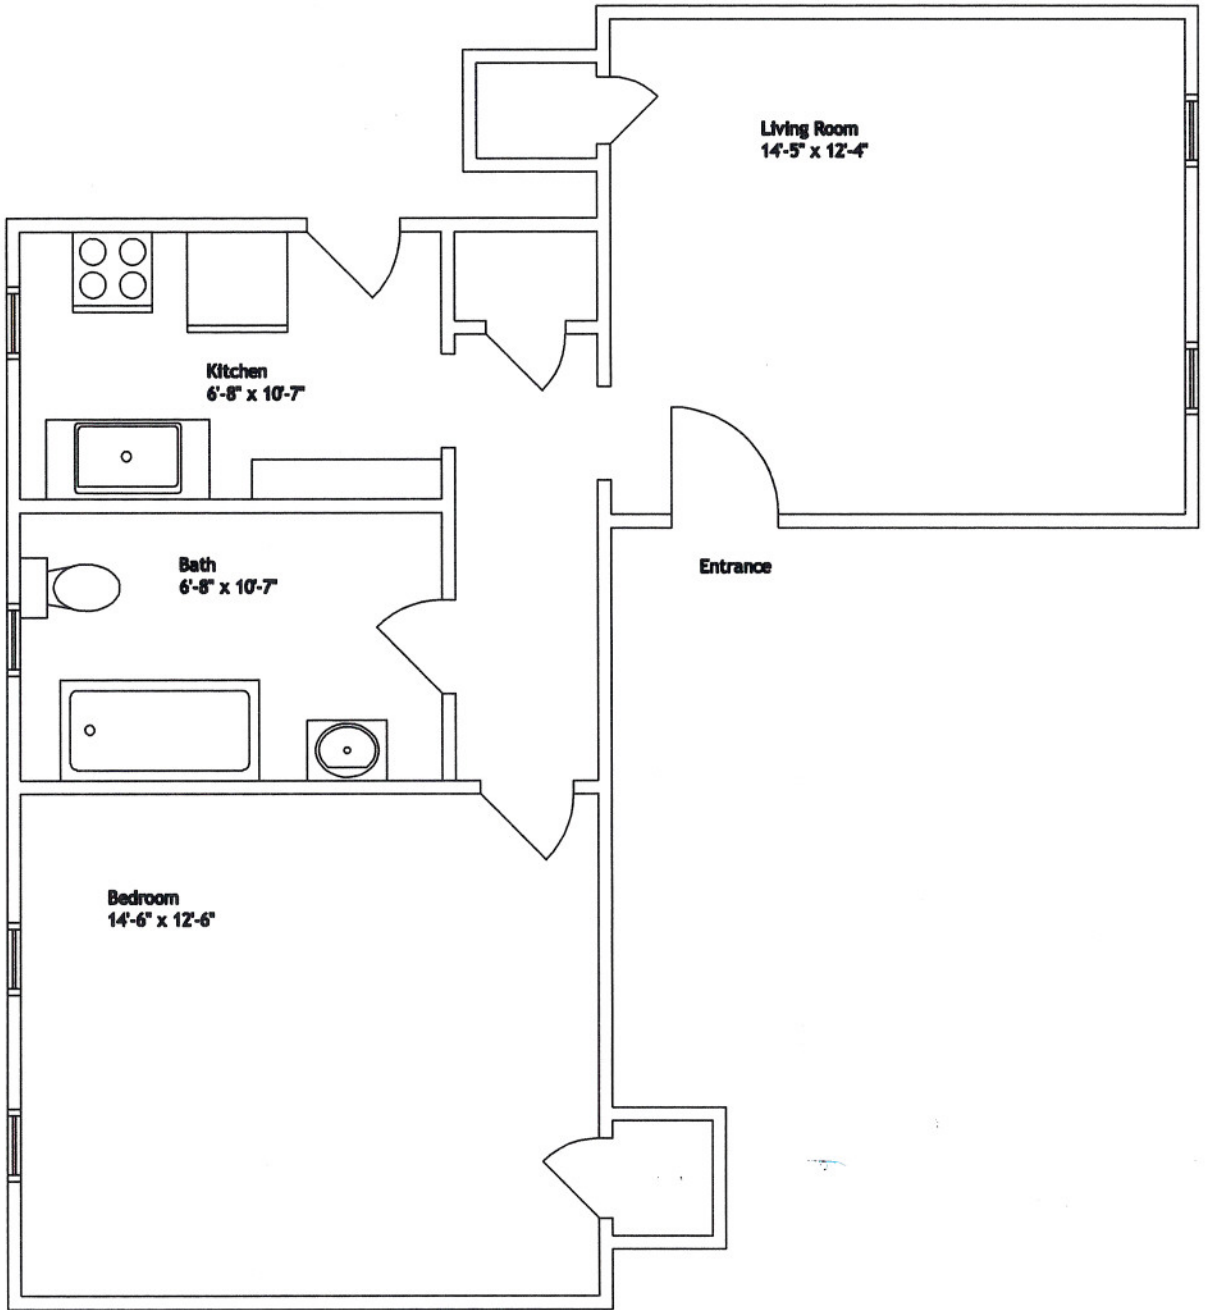 Living Room
14'-5" x 12'-4"
Kitchen
6'-8" x 10'-7"
Bath
6'-8" x 10'-7"
Entrance
Bedroom
14'-6" x 12'-6"